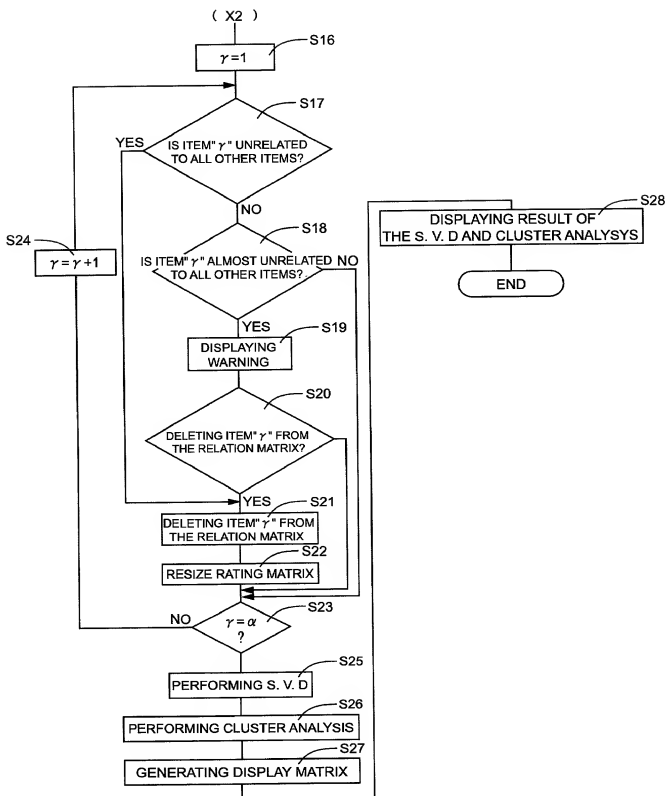 ( X2 )
S16
γ=1
S17
YES
IS ITEM" γ" UNRELATED
TO ALL OTHER ITEMS?
NO
S18
S24
γ= γ+1
IS ITEM" γ" ALMOST UNRELATED NO
TO ALL OTHER ITEMS?
YES
S19
DISPLAYING
WARNING
S20
DELETING ITEM" γ" FROM
THE RELATION MATRIX?
YES
S21
DELETING ITEM" γ" FROM
THE RELATION MATRIX
S22
RESIZE RATING MATRIX
S23
NO
γ= α
?
S25
PERFORMING S. V. D
S26
PERFORMING CLUSTER ANALYSIS
S27
GENERATING DISPLAY MATRIX
S28
DISPLAYING RESULT OF
THE S. V. D AND CLUSTER ANALYSYS
END